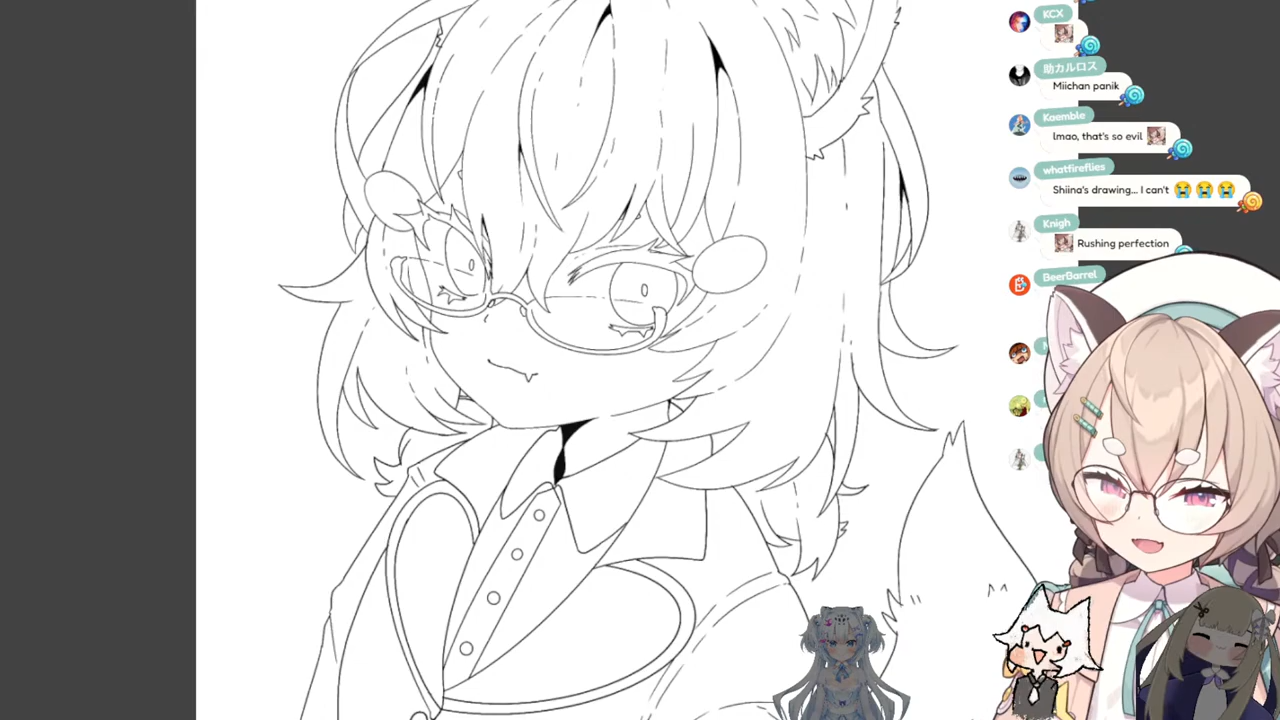 KCX
助カルロス
Miichan panik
Kaemble
lmao, that's so evil
whatfireflies
Shiina's drawing... I can't 😭 😭 😭
Knigh
Rushing perfection
BeerBarrel